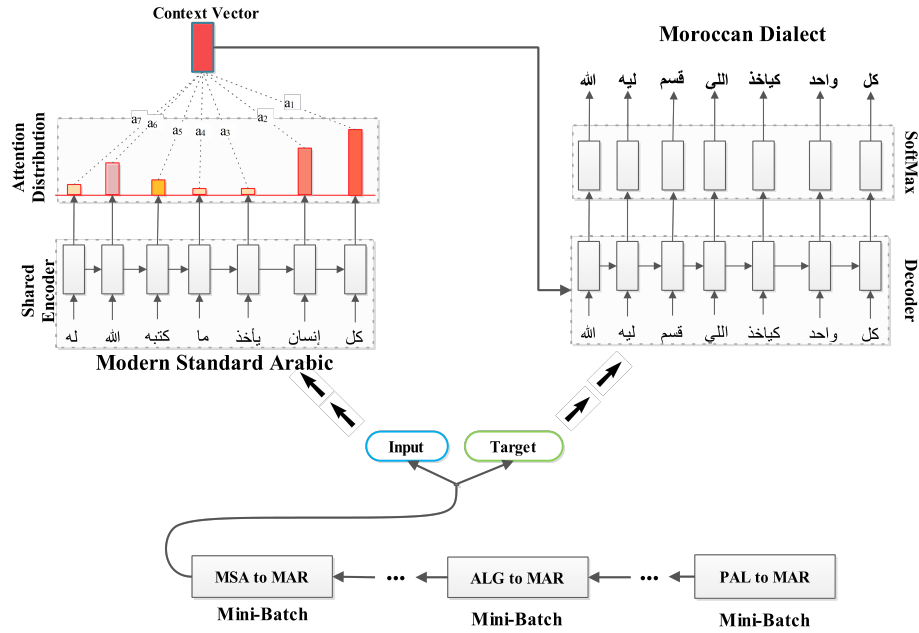 Context Vector
Moroccan Dialect
الله ليه قسم اللي كياخذ واحد كل
a7 a6 a5 a4 a3 a2 a1
Attention Distribution
SoftMax
Shared Encoder
Decoder
له الله كتبه ما يأخذ إنسان كل
الله ليه قسم اللي كياخذ واحد كل
Modern Standard Arabic
Input
Target
MSA to MAR
...
ALG to MAR
...
PAL to MAR
Mini-Batch
Mini-Batch
Mini-Batch